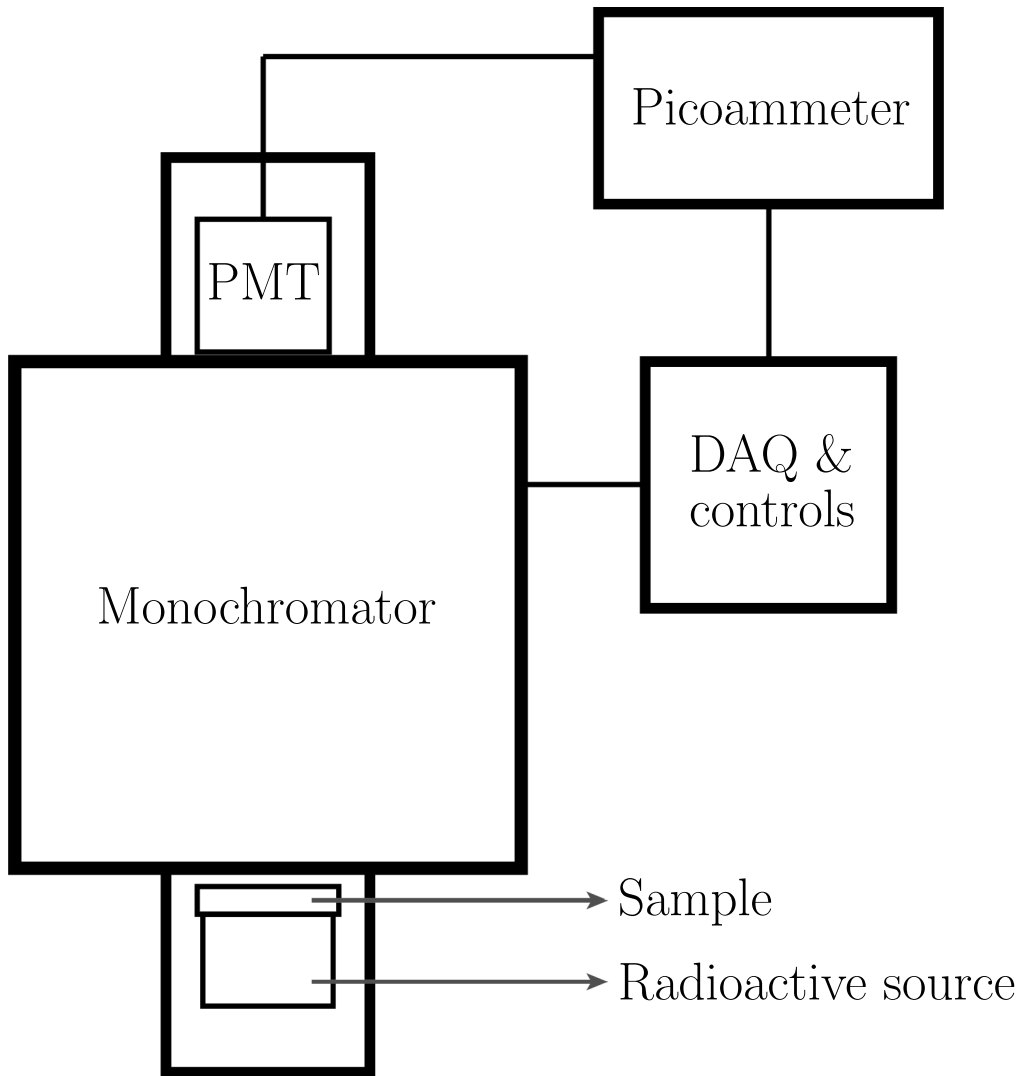 Picoammeter
PMT
DAQ &
controls
Monochromator
Sample
Radioactive source